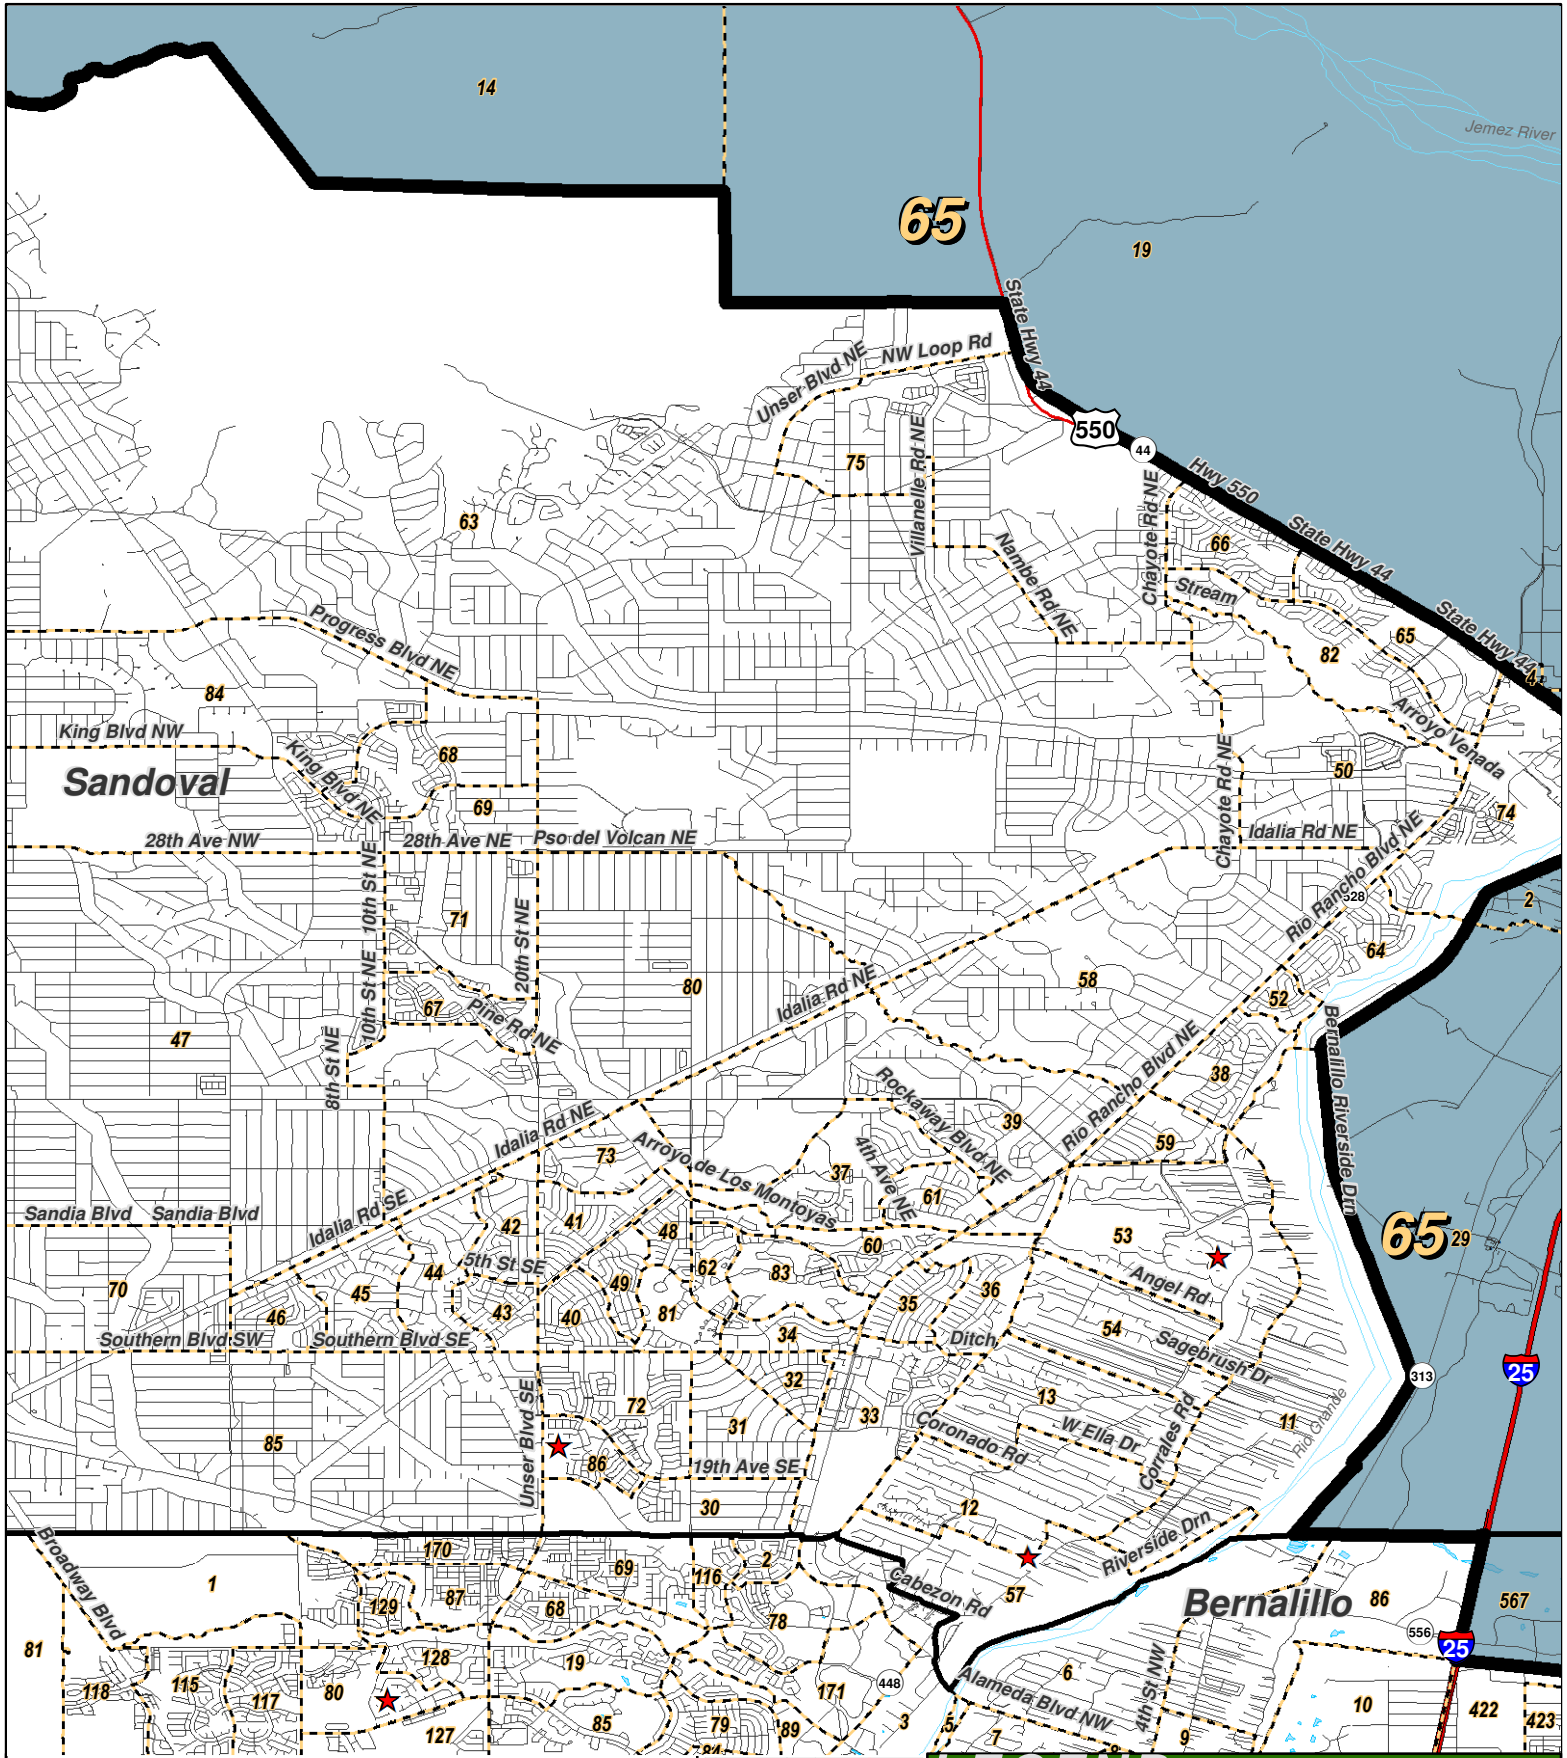 14
Jemez River
65
19
State Hwy 44
NW Loop Rd
Unser Blvd NE
550
44
75
Villanelle Rd NE
Hwy 550
Chayote Rd NE
63
State Hwy 44
66
Nambe Rd NE
Stream
State Hwy 44
Progress Blvd NE
65
82
4
84
Arroyo Venada
King Blvd NW
King Blvd NE
68
Sandoval
50
Chayote Rd NE
69
74
28th Ave NW
28th Ave NE
Pso del Volcan NE
Idalia Rd NE
10th St NE
Rio Rancho Blvd NE
528
2
71
20th St NE
64
10th St NE
80
Idalia Rd NE
58
52
67
Pine Rd NE
47
8th St NE
Bernalillo Riverside Drn
Rio Rancho Blvd NE
38
Rockaway Blvd NE
39
Idalia Rd NE
59
73
Arroyo de Los Montoyas
4th Ave NE
37
61
Sandia Blvd
Sandia Blvd
Idalia Rd SE
42
41
48
60
53
65
29
5th St SE
44
62
83
Angel Rd
70
45
49
36
43
40
81
35
46
54
Southern Blvd SW
Southern Blvd SE
34
Ditch
Sagebrush Dr
25
313
32
13
72
Unser Blvd SE
33
31
Coronado Rd
W Ella Dr
Corrales Rd
11
Rio Grande
85
86
19th Ave SE
30
12
Riverside Drn
Broadway Blvd
170
2
69
116
1
129
87
68
Cabezon Rd
57
Bernalillo
86
567
78
556
25
81
128
19
6
4th St NW
118
115
117
80
171
448
Alameda Blvd NW
10
422
423
127
85
79
89
3
5
7
9
84
8